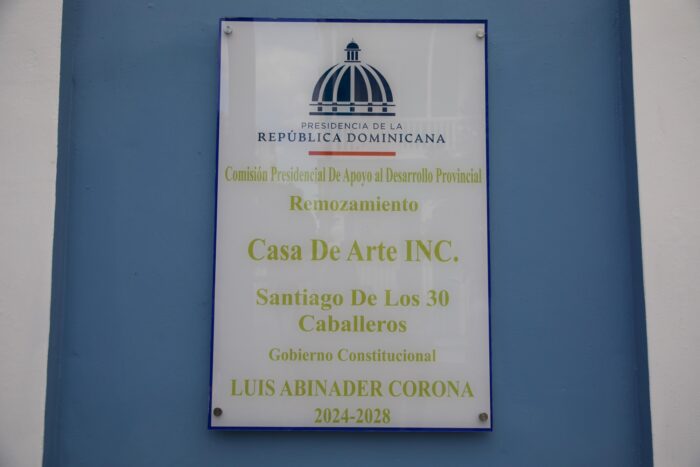 PRESIDENCIA DE LA
REPÚBLICA DOMINICANA
Comisión Presidencial De Apoyo al Desarrollo Provincial
Remozamiento
Casa De Arte INC.
Santiago De Los 30
Caballeros
Gobierno Constitucional
LUIS ABINADER CORONA
2024-2028